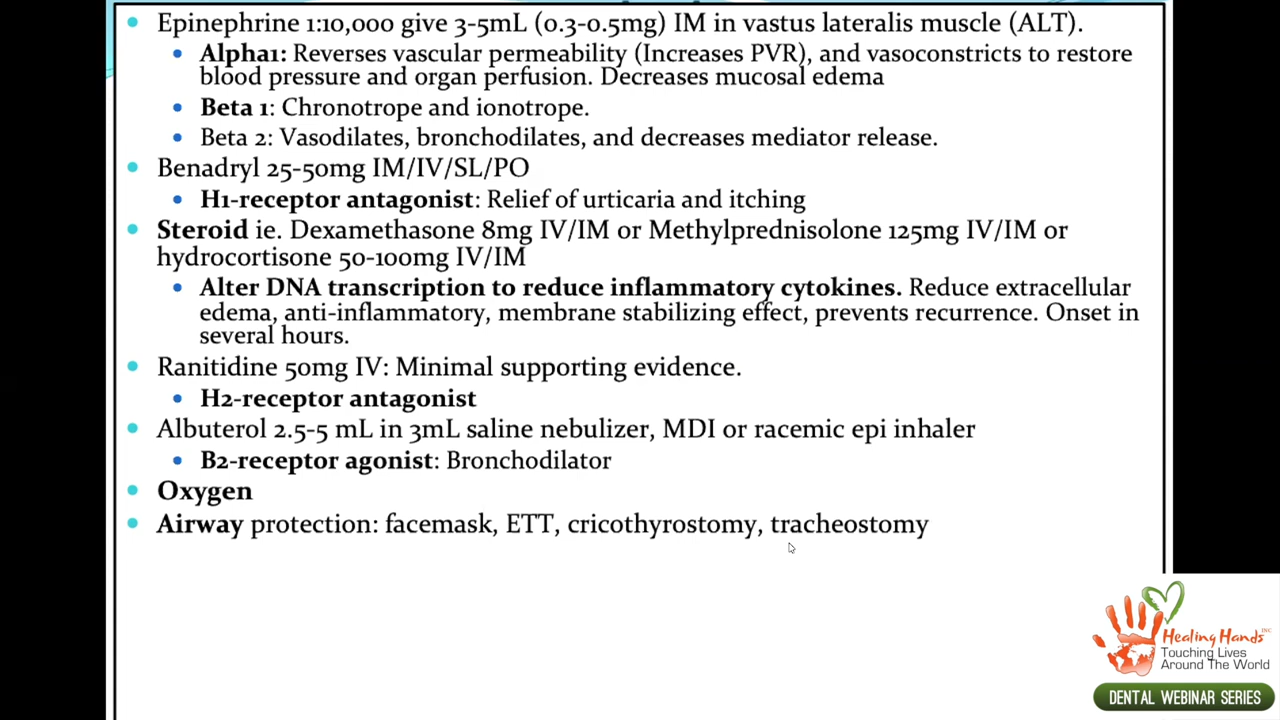 Epinephrine 1:10,000 give 3-5mL (0.3-0.5mg) IM in vastus lateralis muscle (ALT).
Alpha1: Reverses vascular permeability (Increases PVR), and vasoconstricts to restore
blood pressure and organ perfusion. Decreases mucosal edema
Beta 1: Chronotrope and ionotrope.
Beta 2: Vasodilates, bronchodilates, and decreases mediator release.
Benadryl 25-50mg IM/IV/SL/PO
H1-receptor antagonist: Relief of urticaria and itching
Steroid ie. Dexamethasone 8mg IV/IM or Methylprednisolone 125mg IV/IM or
hydrocortisone 50-100mg IV/IM
Alter DNA transcription to reduce inflammatory cytokines. Reduce extracellular
edema, anti-inflammatory, membrane stabilizing effect, prevents recurrence. Onset in
several hours.
Ranitidine 50mg IV: Minimal supporting evidence.
H2-receptor antagonist
Albuterol 2.5-5 mL in 3mL saline nebulizer, MDI or racemic epi inhaler
B2-receptor agonist: Bronchodilator
Oxygen
Airway protection: facemask, ETT, cricothyrostomy, tracheostomy
Healing Hands INC
Touching Lives
Around The World
DENTAL WEBINAR SERIES